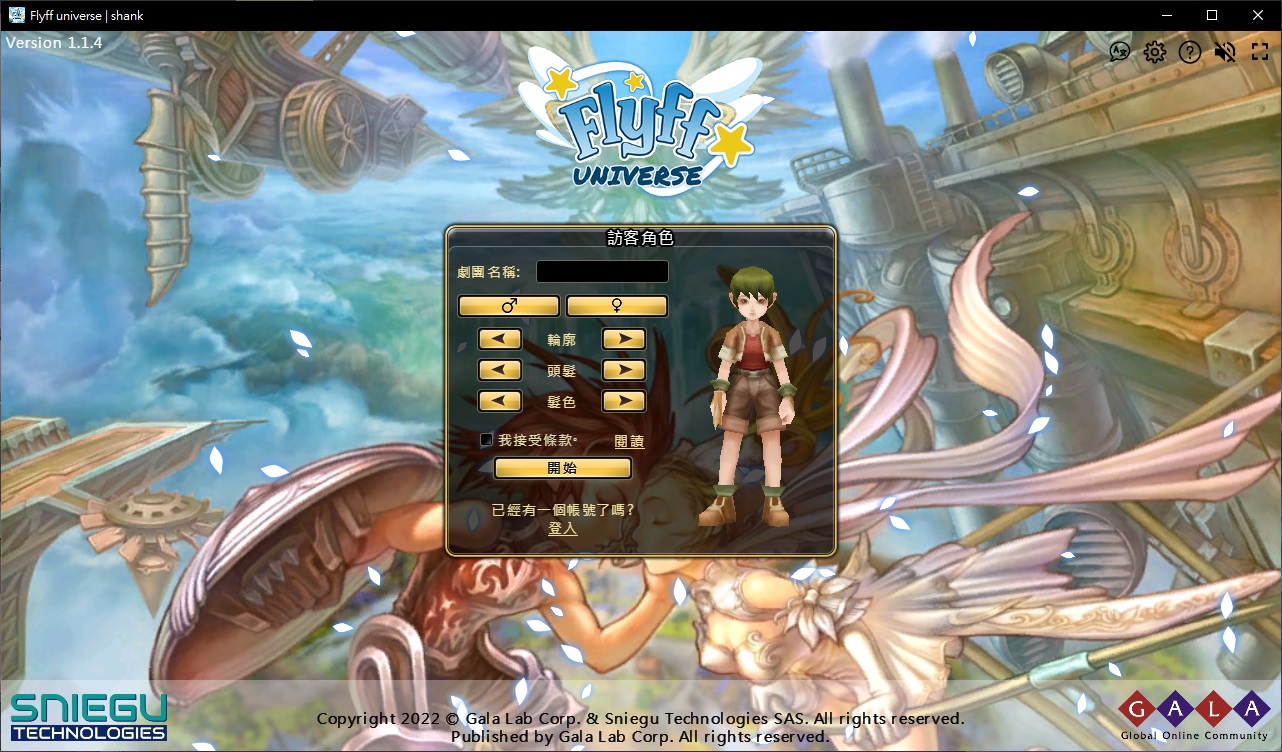 Flyff universe | shank
Version 1.1.4
Flyff
UNIVERSE
訪客角色
劇團名稱:
♂ ♀
輪廓
頭髮
髮色
我接受條款。 閱讀
開始
已經有一個帳號了嗎?
登入
SNIEGU
TECHNOLOGIES
Copyright 2022 © Gala Lab Corp. & Sniegu Technologies SAS. All rights reserved.
Published by Gala Lab Corp. All rights reserved.
GALA
Global Online Community